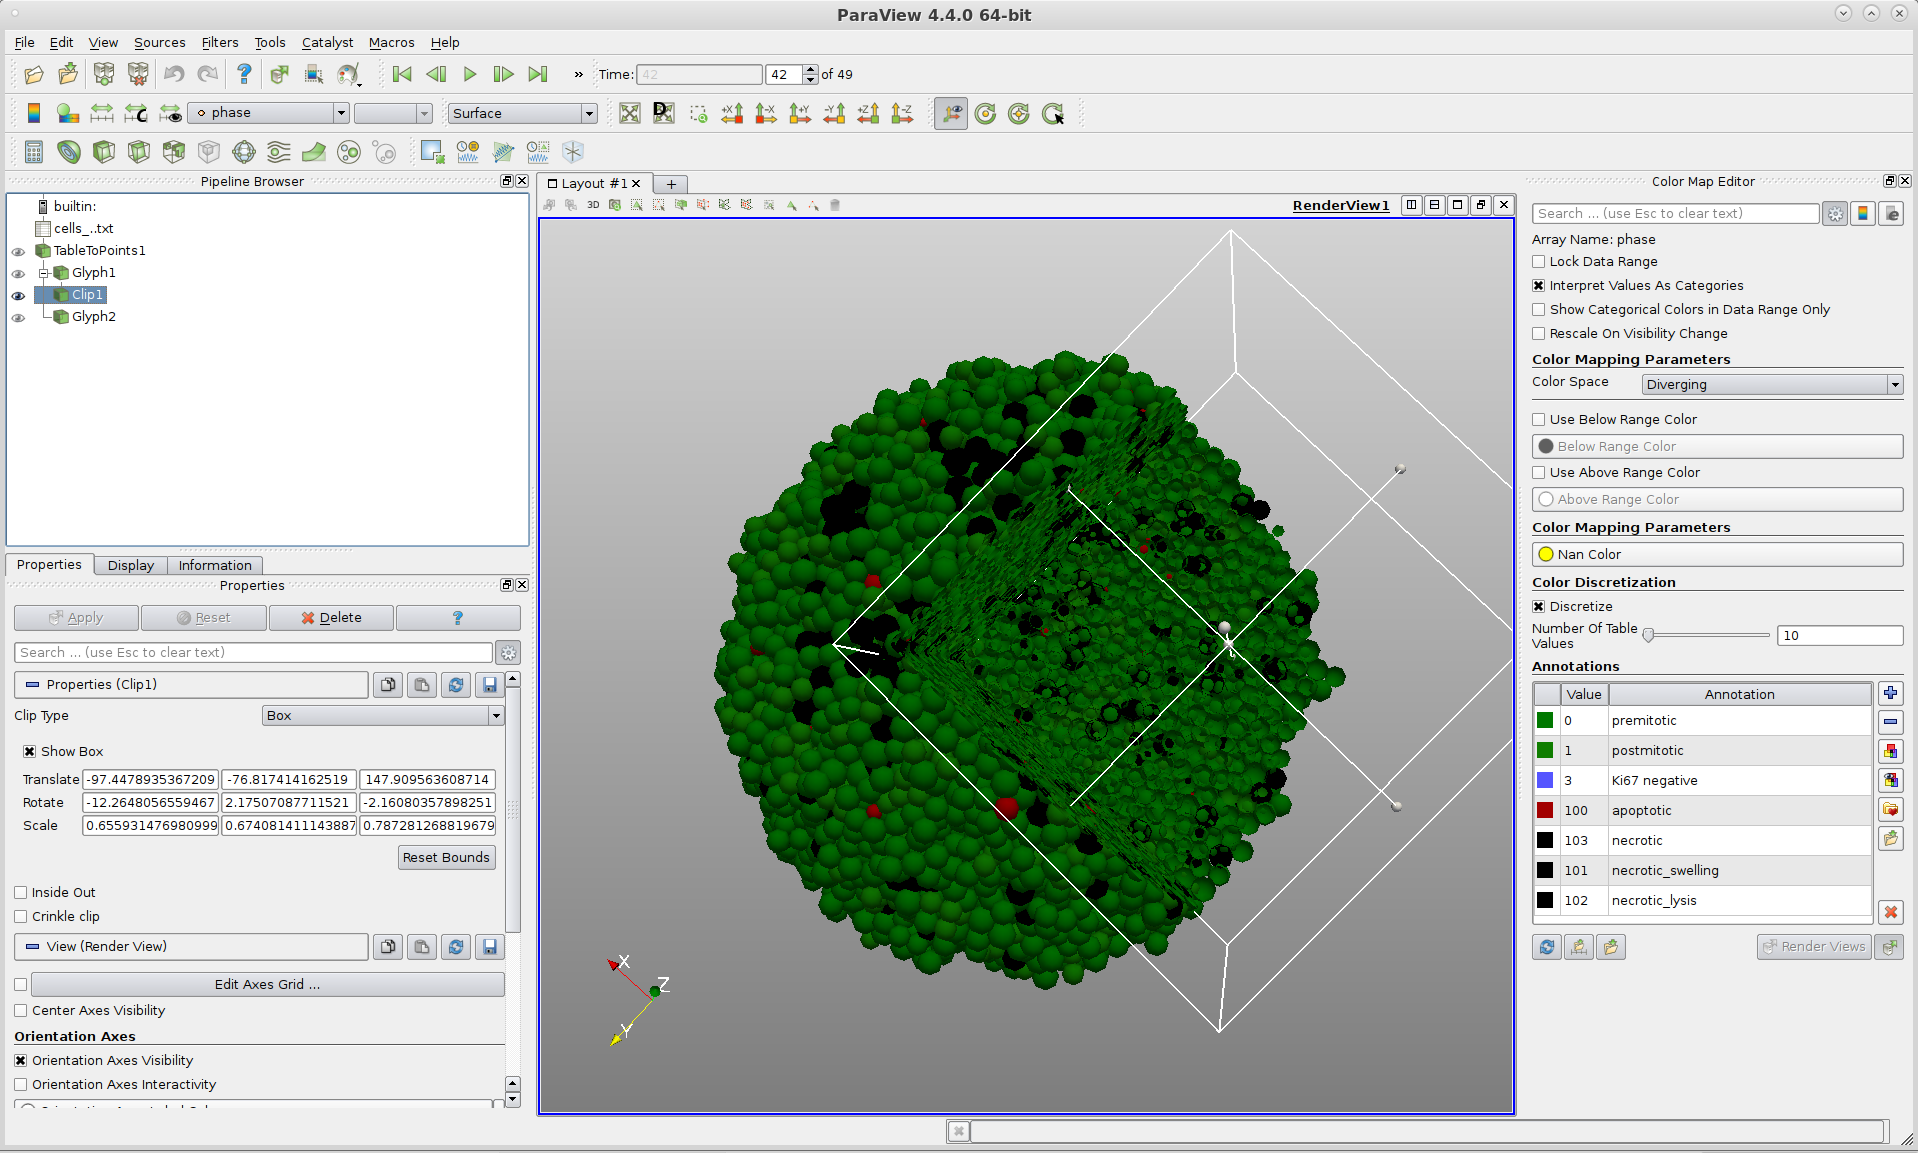 ParaView 4.4.0 64-bit
File Edit View Sources Filters Tools Catalyst Macros Help
» Time: 42 42 of 49
phase Surface
Pipeline Browser
builtin:
cells_..txt
TableToPoints1
Glyph1
Clip1
Glyph2
Properties Display Information
Properties
Apply Reset Delete ?
Search ... (use Esc to clear text)
Properties (Clip1)
Clip Type Box
Show Box
Translate -97.4478935367209 -76.817414162519 147.909563608714
Rotate -12.2648056559467 2.17507087711521 -2.16080357898251
Scale 0.655931476980999 0.674081411143887 0.787281268819679
Reset Bounds
Inside Out
Crinkle clip
View (Render View)
Edit Axes Grid ...
Center Axes Visibility
Orientation Axes
Orientation Axes Visibility
Orientation Axes Interactivity
Layout #1 +
3D RenderView1
X
Z
Y
Color Map Editor
Search ... (use Esc to clear text)
Array Name: phase
Lock Data Range
Interpret Values As Categories
Show Categorical Colors in Data Range Only
Rescale On Visibility Change
Color Mapping Parameters
Color Space Diverging
Use Below Range Color
Below Range Color
Use Above Range Color
Above Range Color
Color Mapping Parameters
Nan Color
Color Discretization
Discretize
Number Of Table
Values 10
Annotations
Value Annotation
0 premitotic
1 postmitotic
3 Ki67 negative
100 apoptotic
103 necrotic
101 necrotic_swelling
102 necrotic_lysis
Render Views